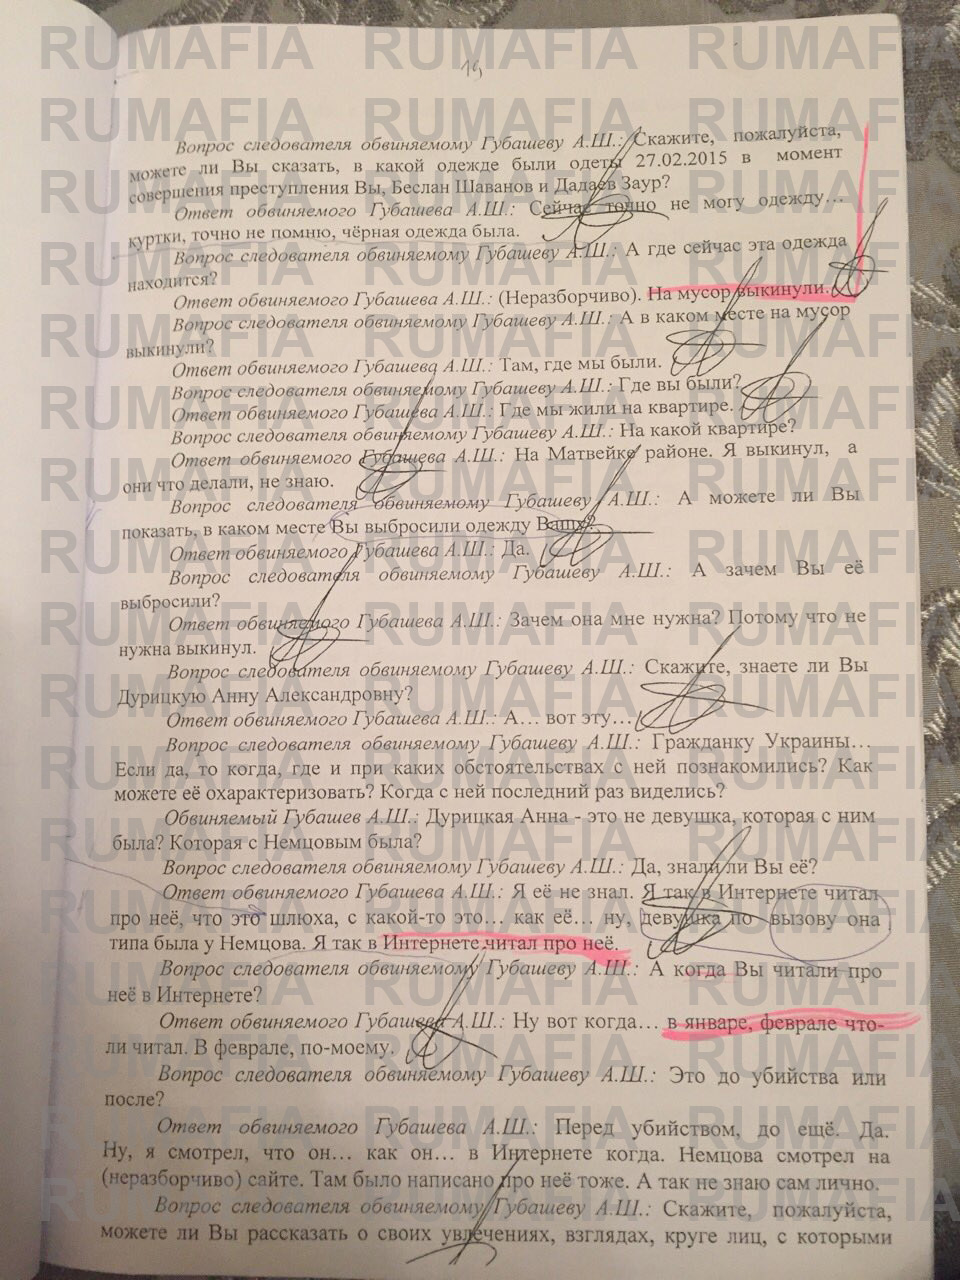 19
Вопрос следователя обвиняемому Губашеву А.Ш.: Скажите, пожалуйста,
можете ли Вы сказать, в какой одежде были одеты 27.02.2015 в момент
совершения преступления Вы, Беслан Шаванов и Дадаев Заур?
Ответ обвиняемого Губашева А.Ш.: Сейчас точно не могу одежду…
куртки, точно не помню, чёрная одежда была.
Вопрос следователя обвиняемому Губашеву А.Ш.: А где сейчас эта одежда
находится?
Ответ обвиняемого Губашева А.Ш.: (Неразборчиво). На мусор выкинули.
Вопрос следователя обвиняемому Губашеву А.Ш.: А в каком месте на мусор
выкинули?
Ответ обвиняемого Губашева А.Ш.: Там, где мы были.
Вопрос следователя обвиняемому Губашеву А.Ш.: Где вы были?
Ответ обвиняемого Губашева А.Ш.: Где мы жили на квартире.
Вопрос следователя обвиняемому Губашеву А.Ш.: На какой квартире?
Ответ обвиняемого Губашева А.Ш.: На Матвейке районе. Я выкинул, а
они что делали, не знаю.
Вопрос следователя обвиняемому Губашеву А.Ш.: А можете ли Вы
показать, в каком месте Вы выбросили одежду Вашу?
Ответ обвиняемого Губашева А.Ш.: Да.
Вопрос следователя обвиняемому Губашеву А.Ш.: А зачем Вы её
выбросили?
Ответ обвиняемого Губашева А.Ш.: Зачем она мне нужна? Потому что не
нужна выкинул.
Вопрос следователя обвиняемому Губашеву А.Ш.: Скажите, знаете ли Вы
Дурицкую Анну Александровну?
Ответ обвиняемого Губашева А.Ш.: А… вот эту…
Вопрос следователя обвиняемому Губашеву А.Ш.: Гражданку Украины…
Если да, то когда, где и при каких обстоятельствах с ней познакомились? Как
можете её охарактеризовать? Когда с ней последний раз виделись?
Обвиняемый Губашев А.Ш.: Дурицкая Анна - это не девушка, которая с ним
была? Которая с Немцовым была?
Вопрос следователя обвиняемому Губашеву А.Ш.: Да, знали ли Вы её?
Ответ обвиняемого Губашева А.Ш.: Я её не знал. Я так в Интернете читал
про неё, что это шлюха, с какой-то это… как её… ну, девушка по вызову она
типа была у Немцова. Я так в Интернете читал про неё.
Вопрос следователя обвиняемому Губашеву А.Ш.: А когда Вы читали про
неё в Интернете?
Ответ обвиняемого Губашева А.Ш.: Ну вот когда… в январе, феврале что-
ли читал. В феврале, по-моему.
Вопрос следователя обвиняемому Губашеву А.Ш.: Это до убийства или
после?
Ответ обвиняемого Губашева А.Ш.: Перед убийством, до ещё. Да.
Ну, я смотрел, что он… как он… в Интернете когда. Немцова смотрел на
(неразборчиво) сайте. Там было написано про неё тоже. А так не знаю сам лично.
Вопрос следователя обвиняемому Губашеву А.Ш.: Скажите, пожалуйста,
можете ли Вы рассказать о своих увлечениях, взглядах, круге лиц, с которыми